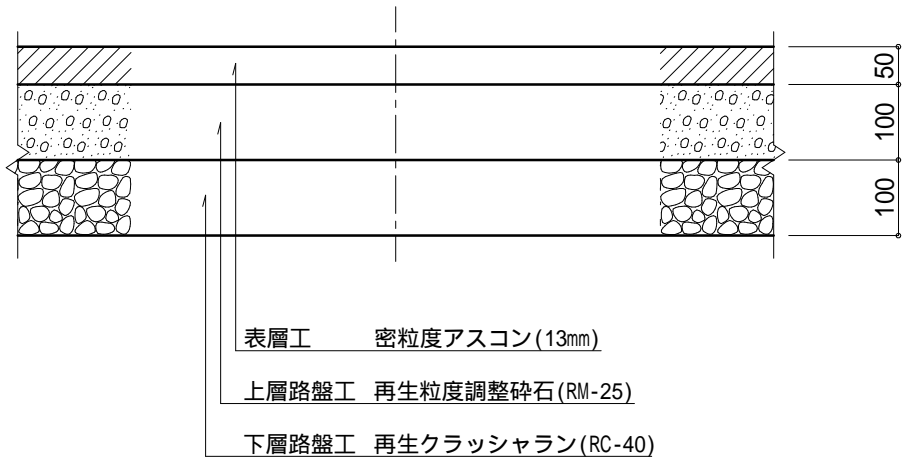 50
100
100
表層工 密粒度アスコン(13mm)
上層路盤工 再生粒度調整砕石(RM-25)
下層路盤工 再生クラッシャラン(RC-40)